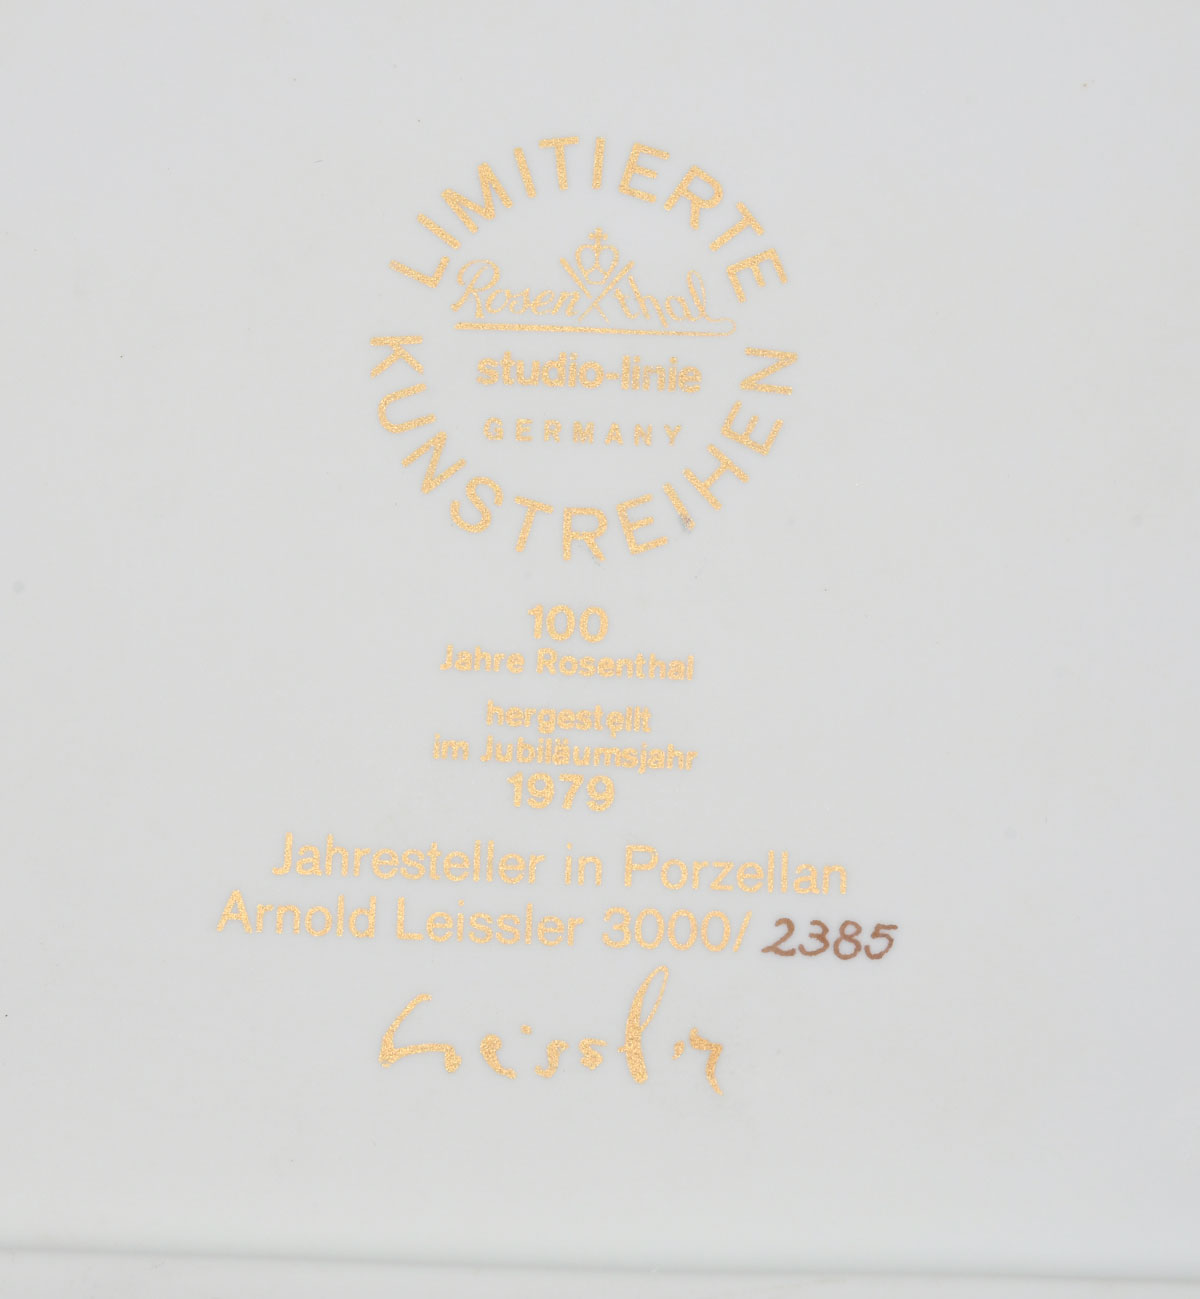 LIMITIERTE
Rosenthal
studio-linie
GERMANY
KUNSTREIHEN
100
Jahre Rosenthal
hergestellt
im Jubiläumsjahr
1979
Jahresteller in Porzellan
Arnold Leissler 3000/ 2385
Leissler